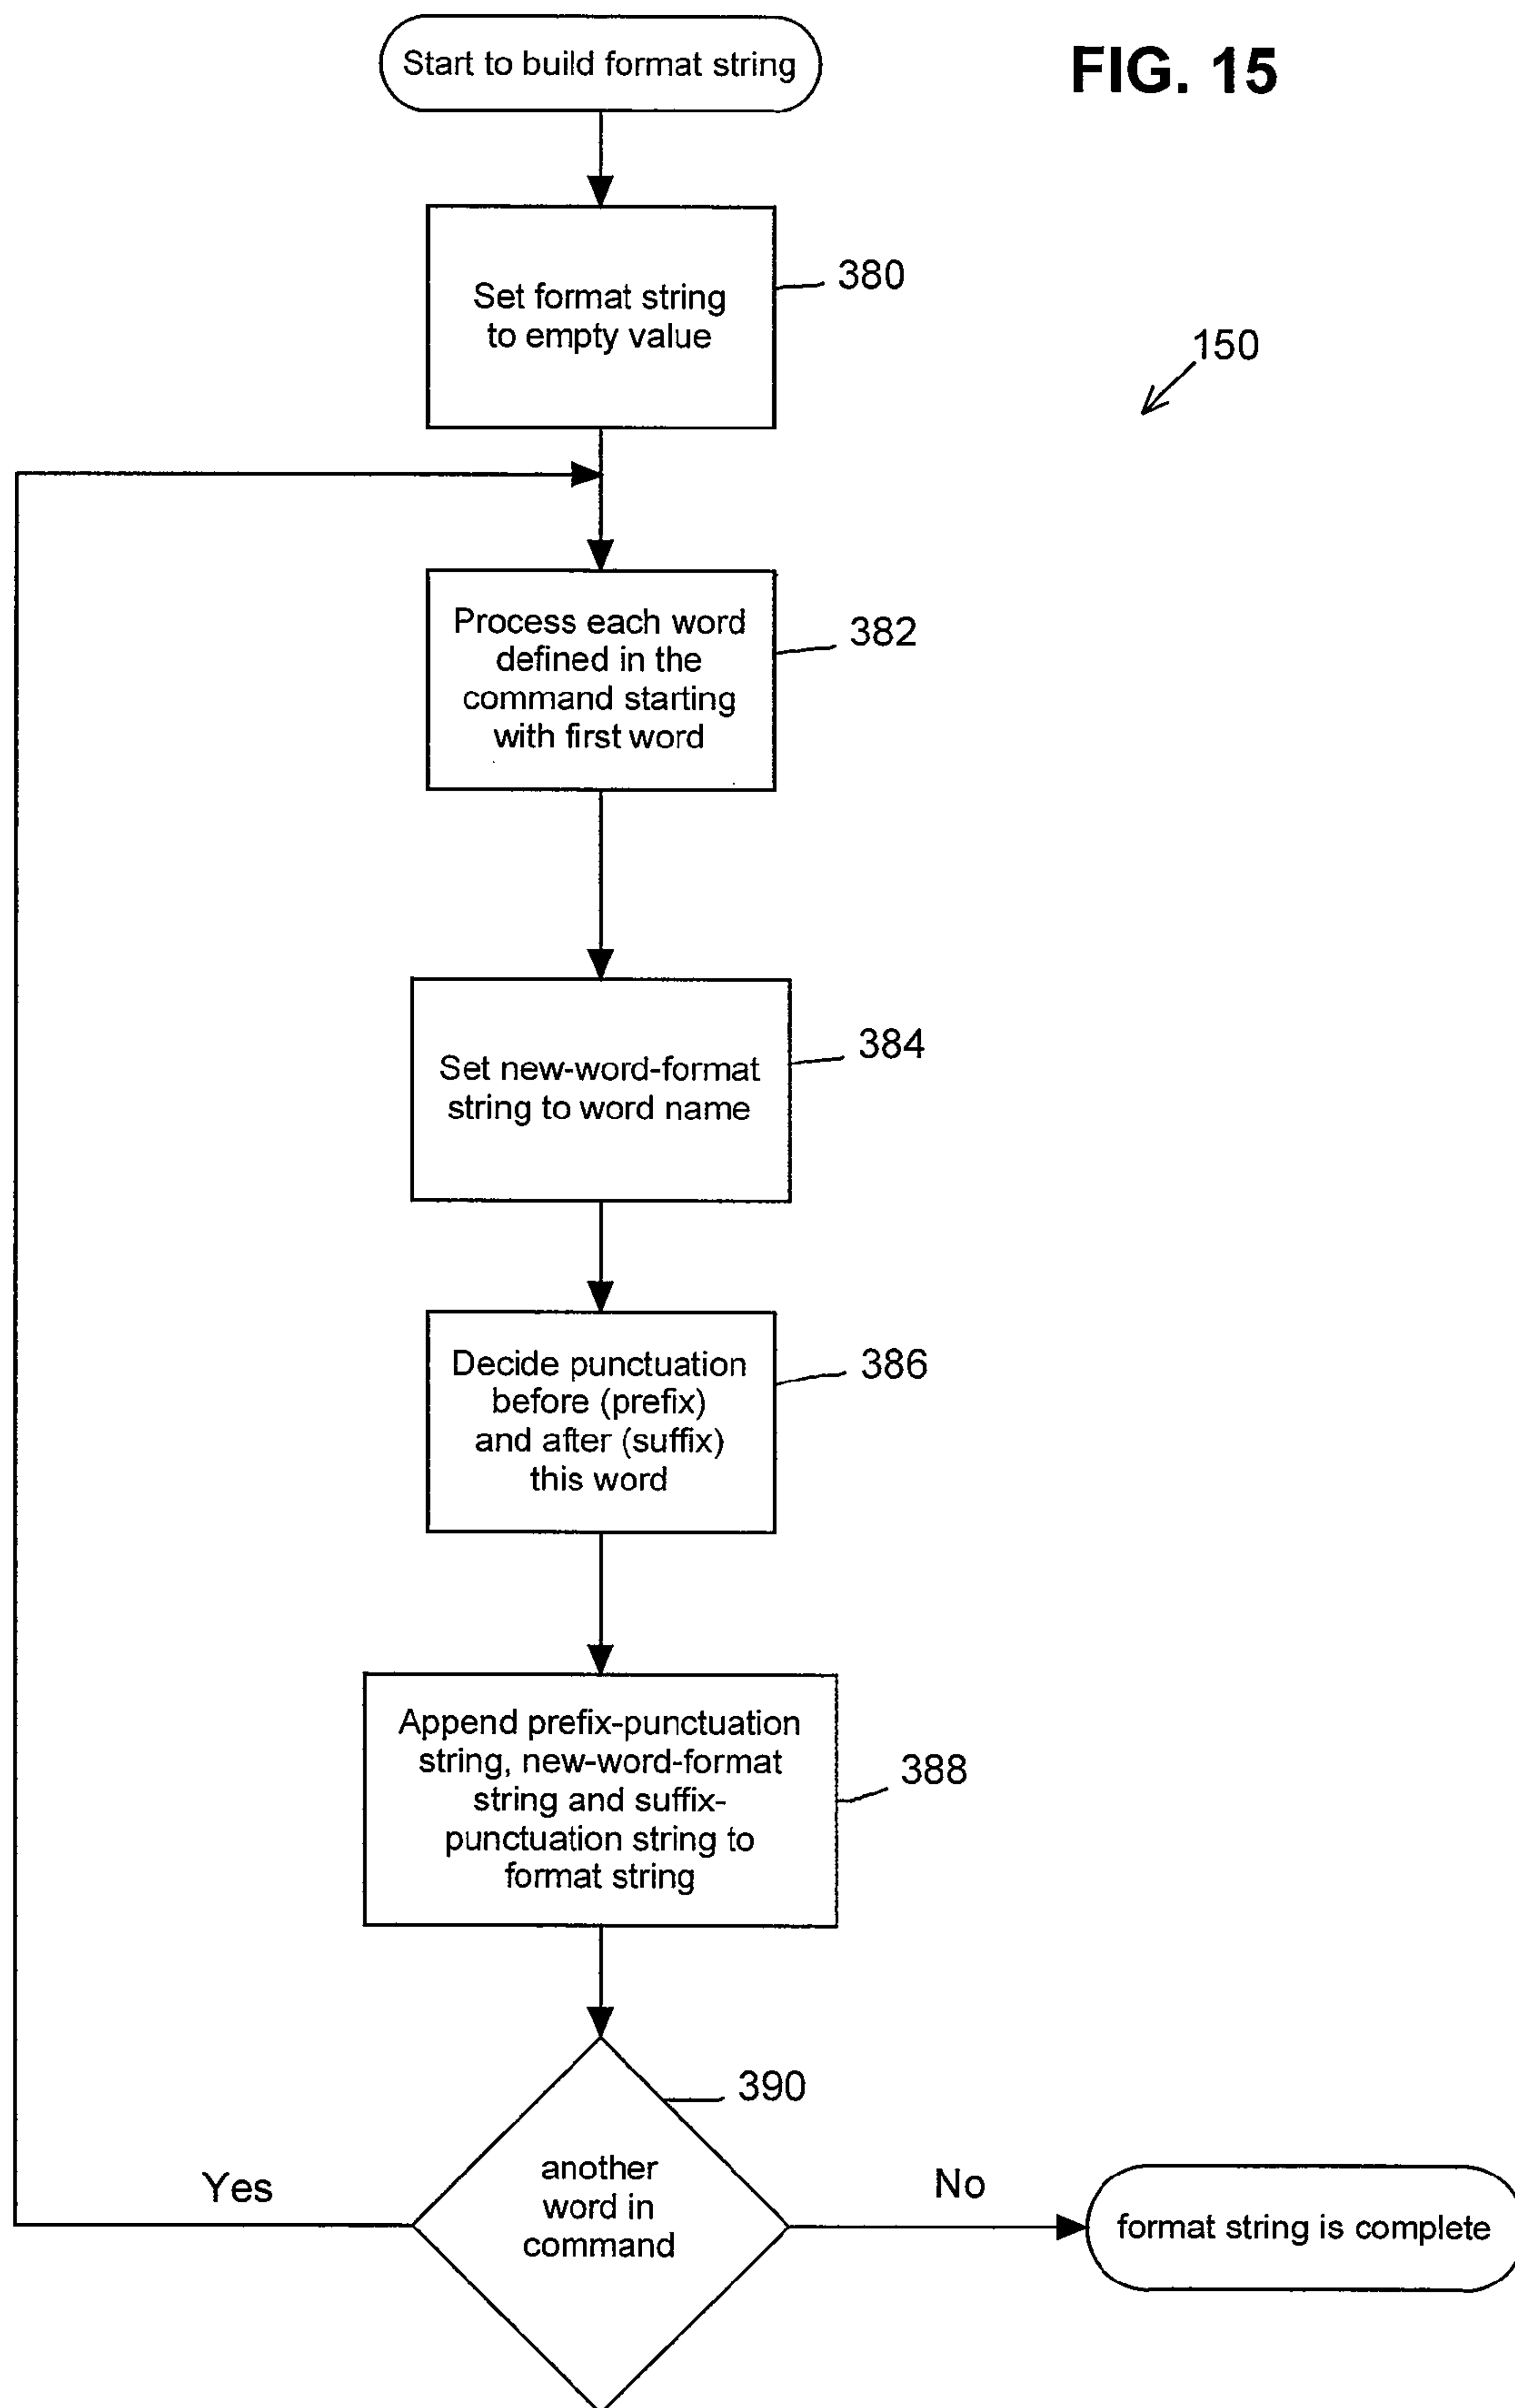 Start to build format string
FIG. 15
Set format string
to empty value
380
150
Process each word
defined in the
command starting
with first word
382
Set new-word-format
string to word name
384
Decide punctuation
before (prefix)
and after (suffix)
this word
386
Append prefix-punctuation
string, new-word-format
string and suffix-
punctuation string to
format string
388
390
another
word in
command
Yes
No
format string is complete